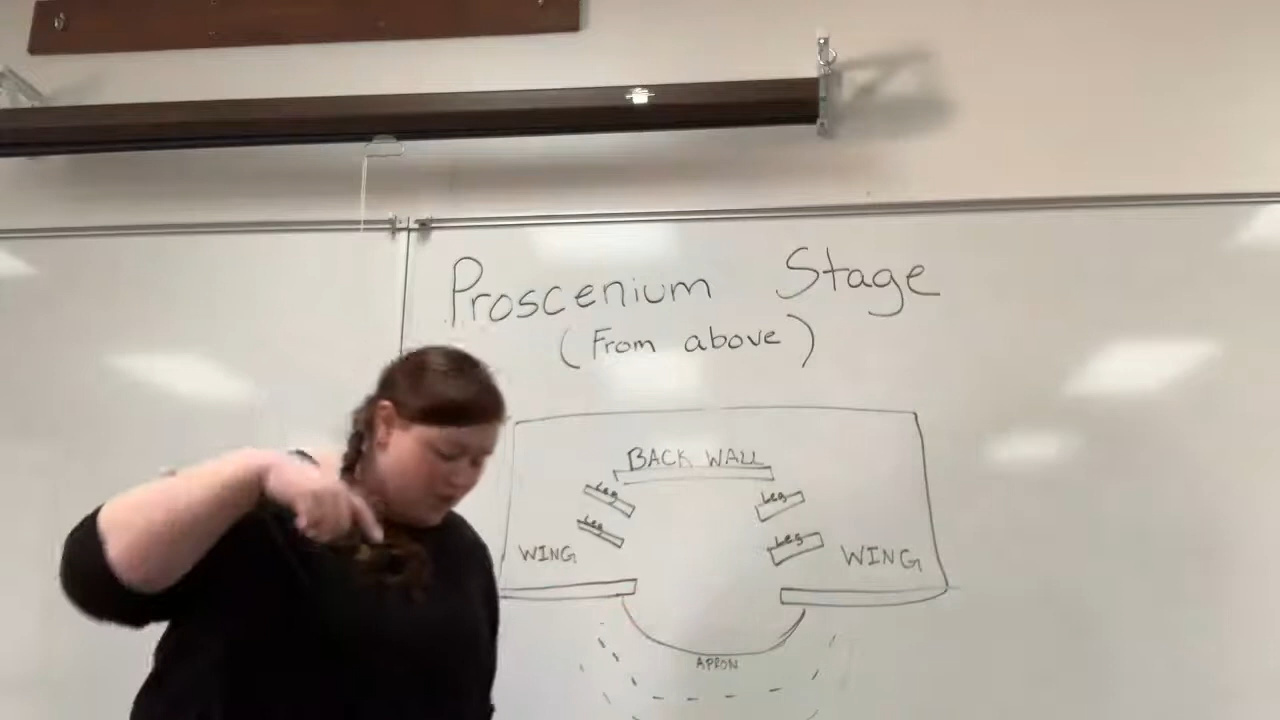 Proscenium Stage
(From above)
BACK WALL
Leg Leg
Leg Leg
WING WING
APRON